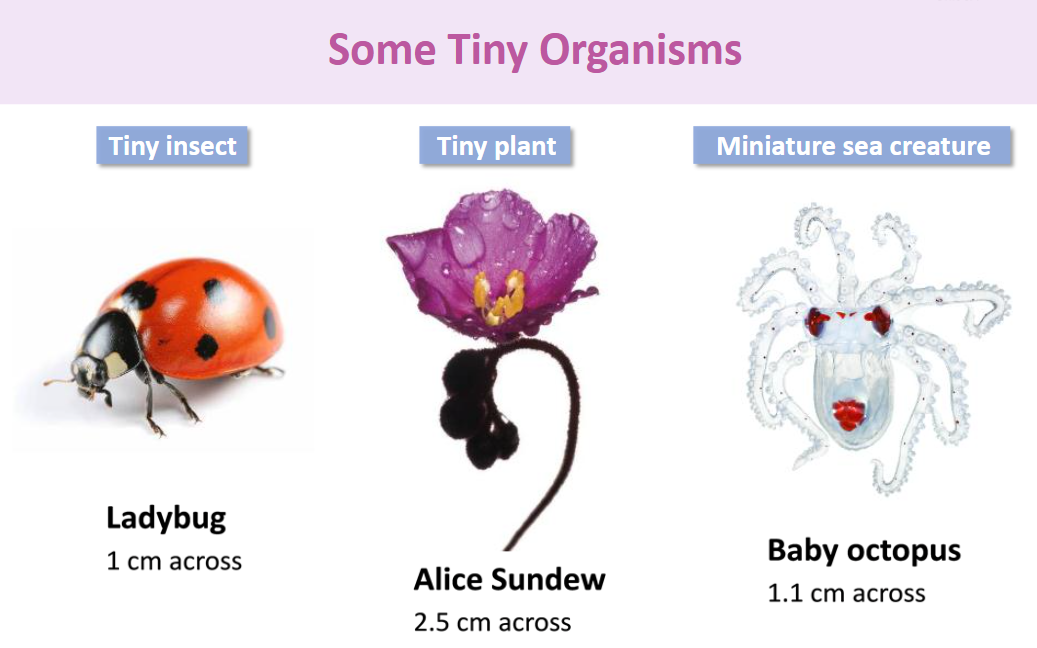 Some Tiny Organisms
Tiny insect
Tiny plant
Miniature sea creature
Ladybug
1 cm across
Alice Sundew
2.5 cm across
Baby octopus
1.1 cm across